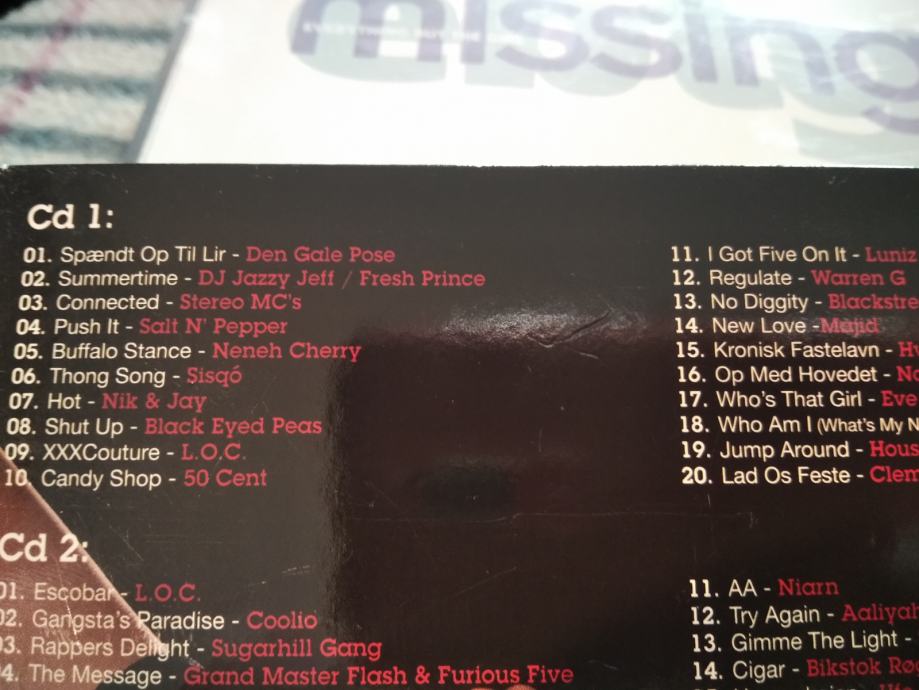 missing
Cd 1:
01. Spændt Op Til Lir - Den Gale Pose
02. Summertime - DJ Jazzy Jeff / Fresh Prince
03. Connected - Stereo MC's
04. Push It - Salt N' Pepper
05. Buffalo Stance - Neneh Cherry
06. Thong Song - Sisqó
07. Hot - Nik & Jay
08. Shut Up - Black Eyed Peas
09. XXXCouture - L.O.C.
10. Candy Shop - 50 Cent
11. I Got Five On It - Luniz
12. Regulate - Warren G
13. No Diggity - Blackstre
14. New Love - Majid
15. Kronisk Fastelavn -
16. Op Med Hovedet -
17. Who's That Girl - Eve
18. Who Am I (What's My N
19. Jump Around - Hous
20. Lad Os Feste - Clem
Cd 2:
01. Escobar - L.O.C.
02. Gangsta's Paradise - Coolio
03. Rappers Delight - Sugarhill Gang
04. The Message - Grand Master Flash & Furious Five
11. AA - Niarn
12. Try Again - Aaliyah
13. Gimme The Light -
14. Cigar - Bikstok Rø